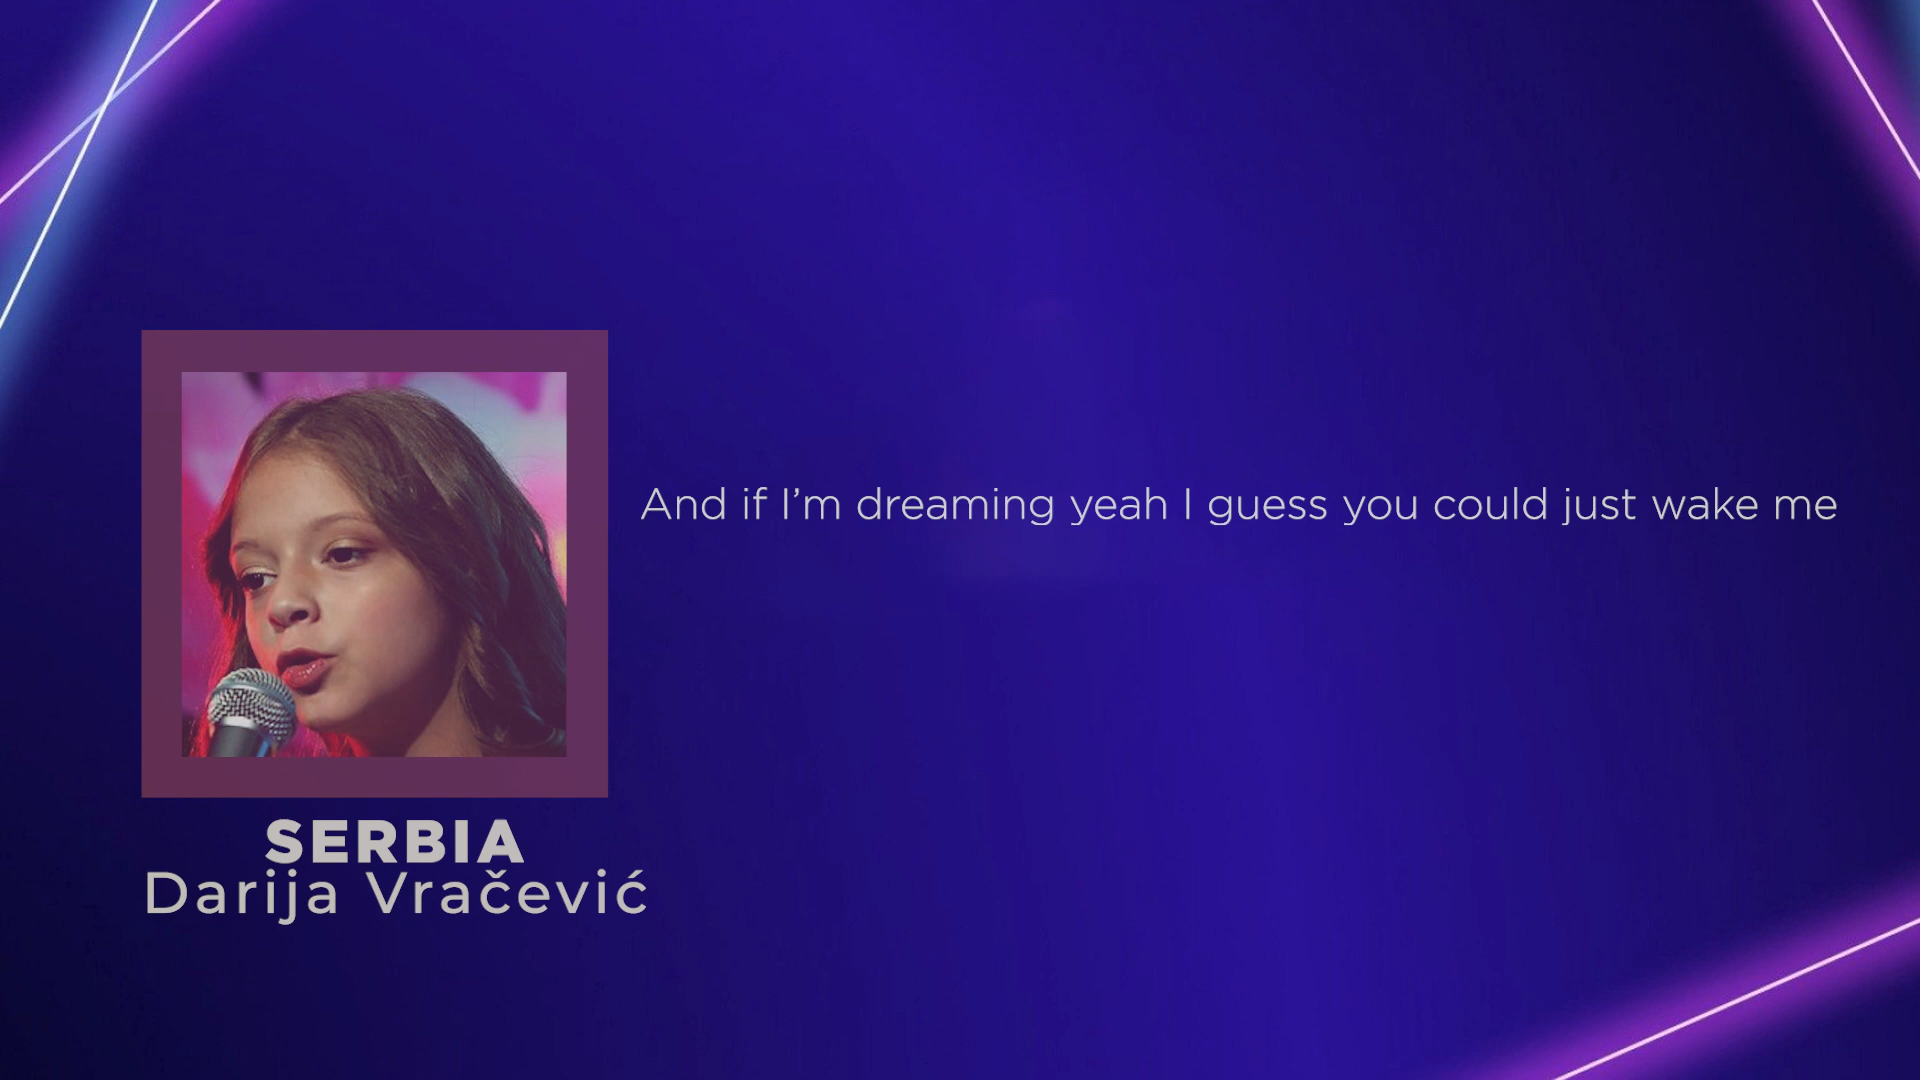 And if I’m dreaming yeah I guess you could just wake me
SERBIA
Darija Vračević